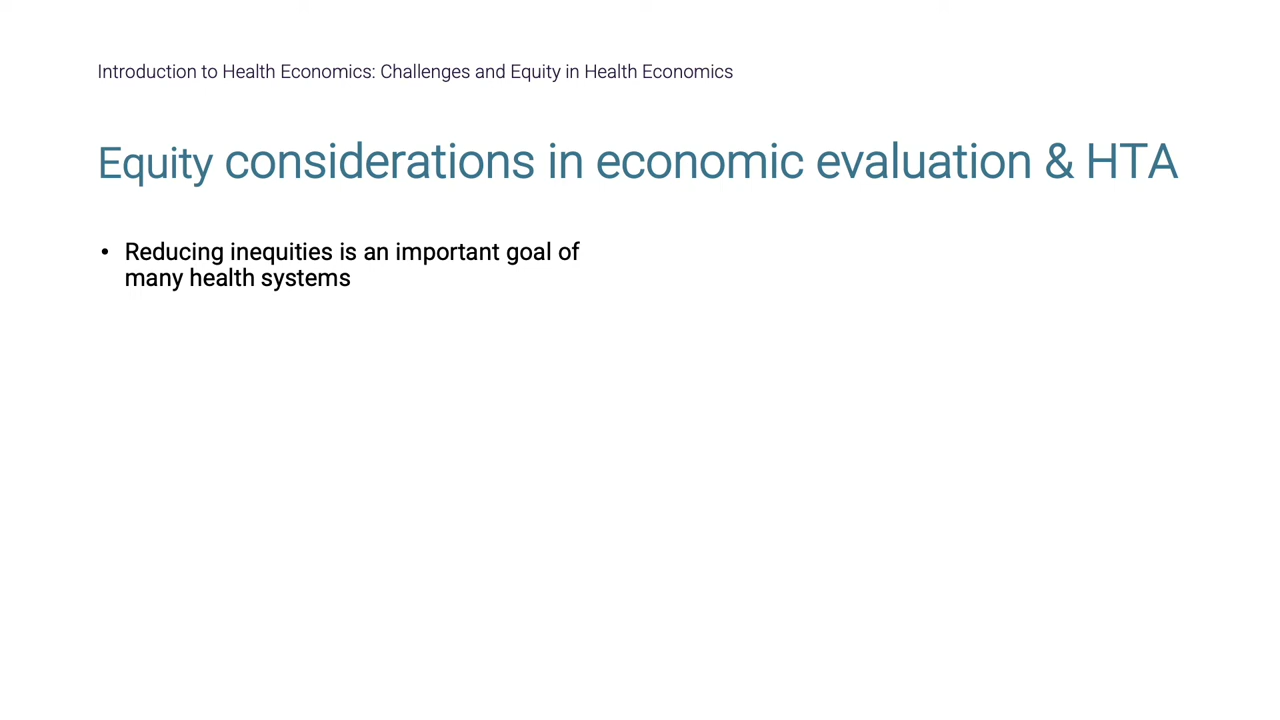 Introduction to Health Economics: Challenges and Equity in Health Economics
Equity considerations in economic evaluation & HTA
• Reducing inequities is an important goal of
many health systems